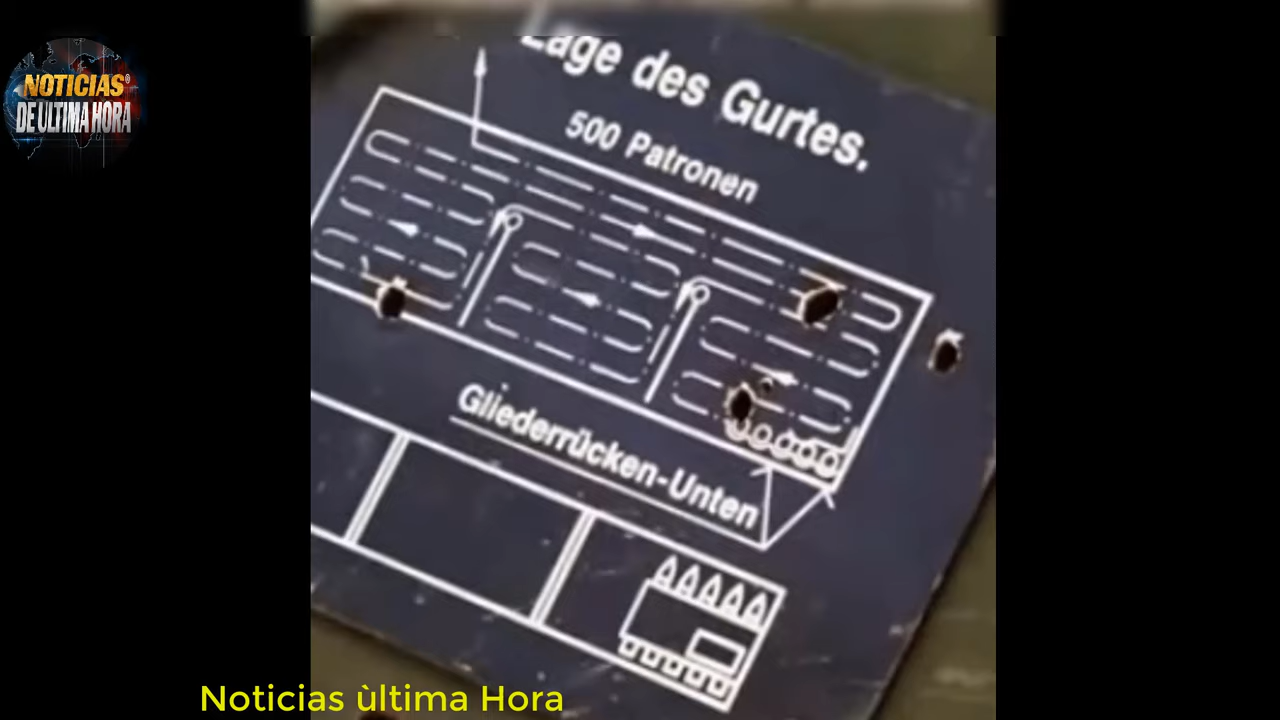 NOTICIAS®
DE ULTIMA HORA
Lage des Gurtes.
500 Patronen
Gliederrücken-Unten
Noticias ùltima Hora